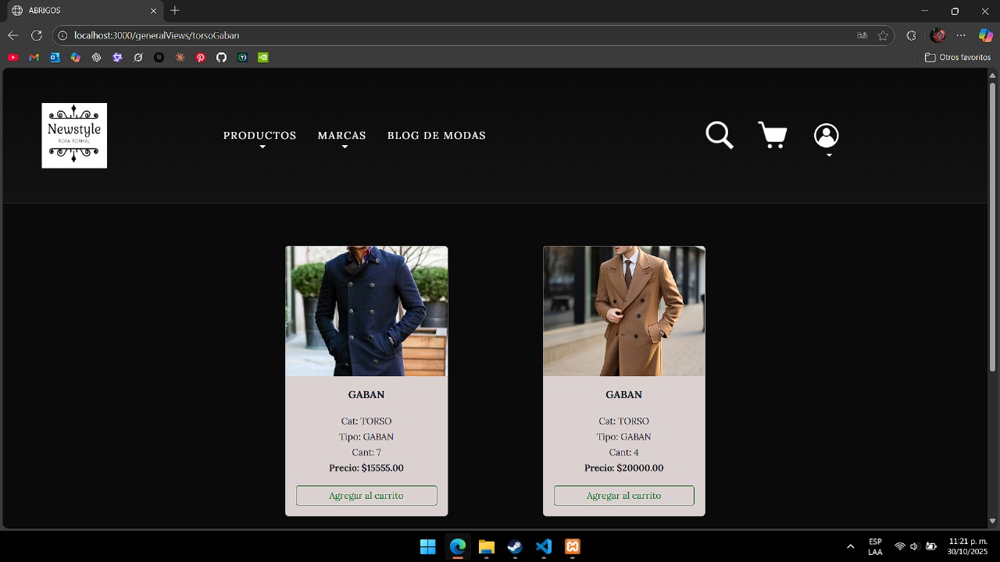 ABRIGOS
localhost:3000/generalViews/torsoGaban
Otros favoritos
Newstyle
ROPA FORMAL
PRODUCTOS
MARCAS
BLOG DE MODAS
GABAN
Cat: TORSO
Tipo: GABAN
Cant: 7
Precio: $15555.00
Agregar al carrito
GABAN
Cat: TORSO
Tipo: GABAN
Cant: 4
Precio: $20000.00
Agregar al carrito
ESP
LAA
11:21 p. m.
30/10/2025